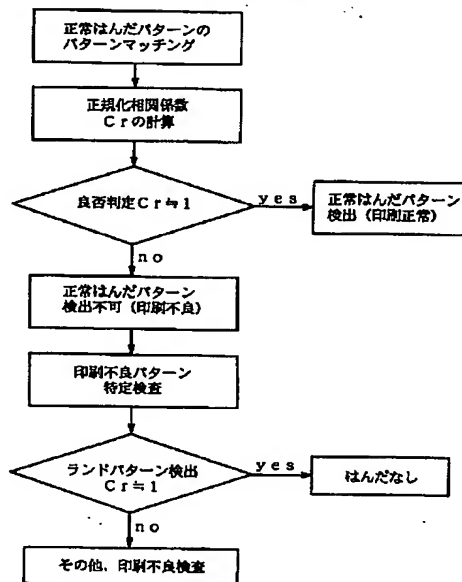 正常はんだパターンの
パターンマッチング
正規化相関係数
Crの計算
良否判定Cr≒1
yes
正常はんだパターン
検出(印刷正常)
no
正常はんだパターン
検出不可(印刷不良)
印刷不良パターン
特定検査
ランドパターン検出
Cr≒1
yes
はんだなし
no
その他、印刷不良検査